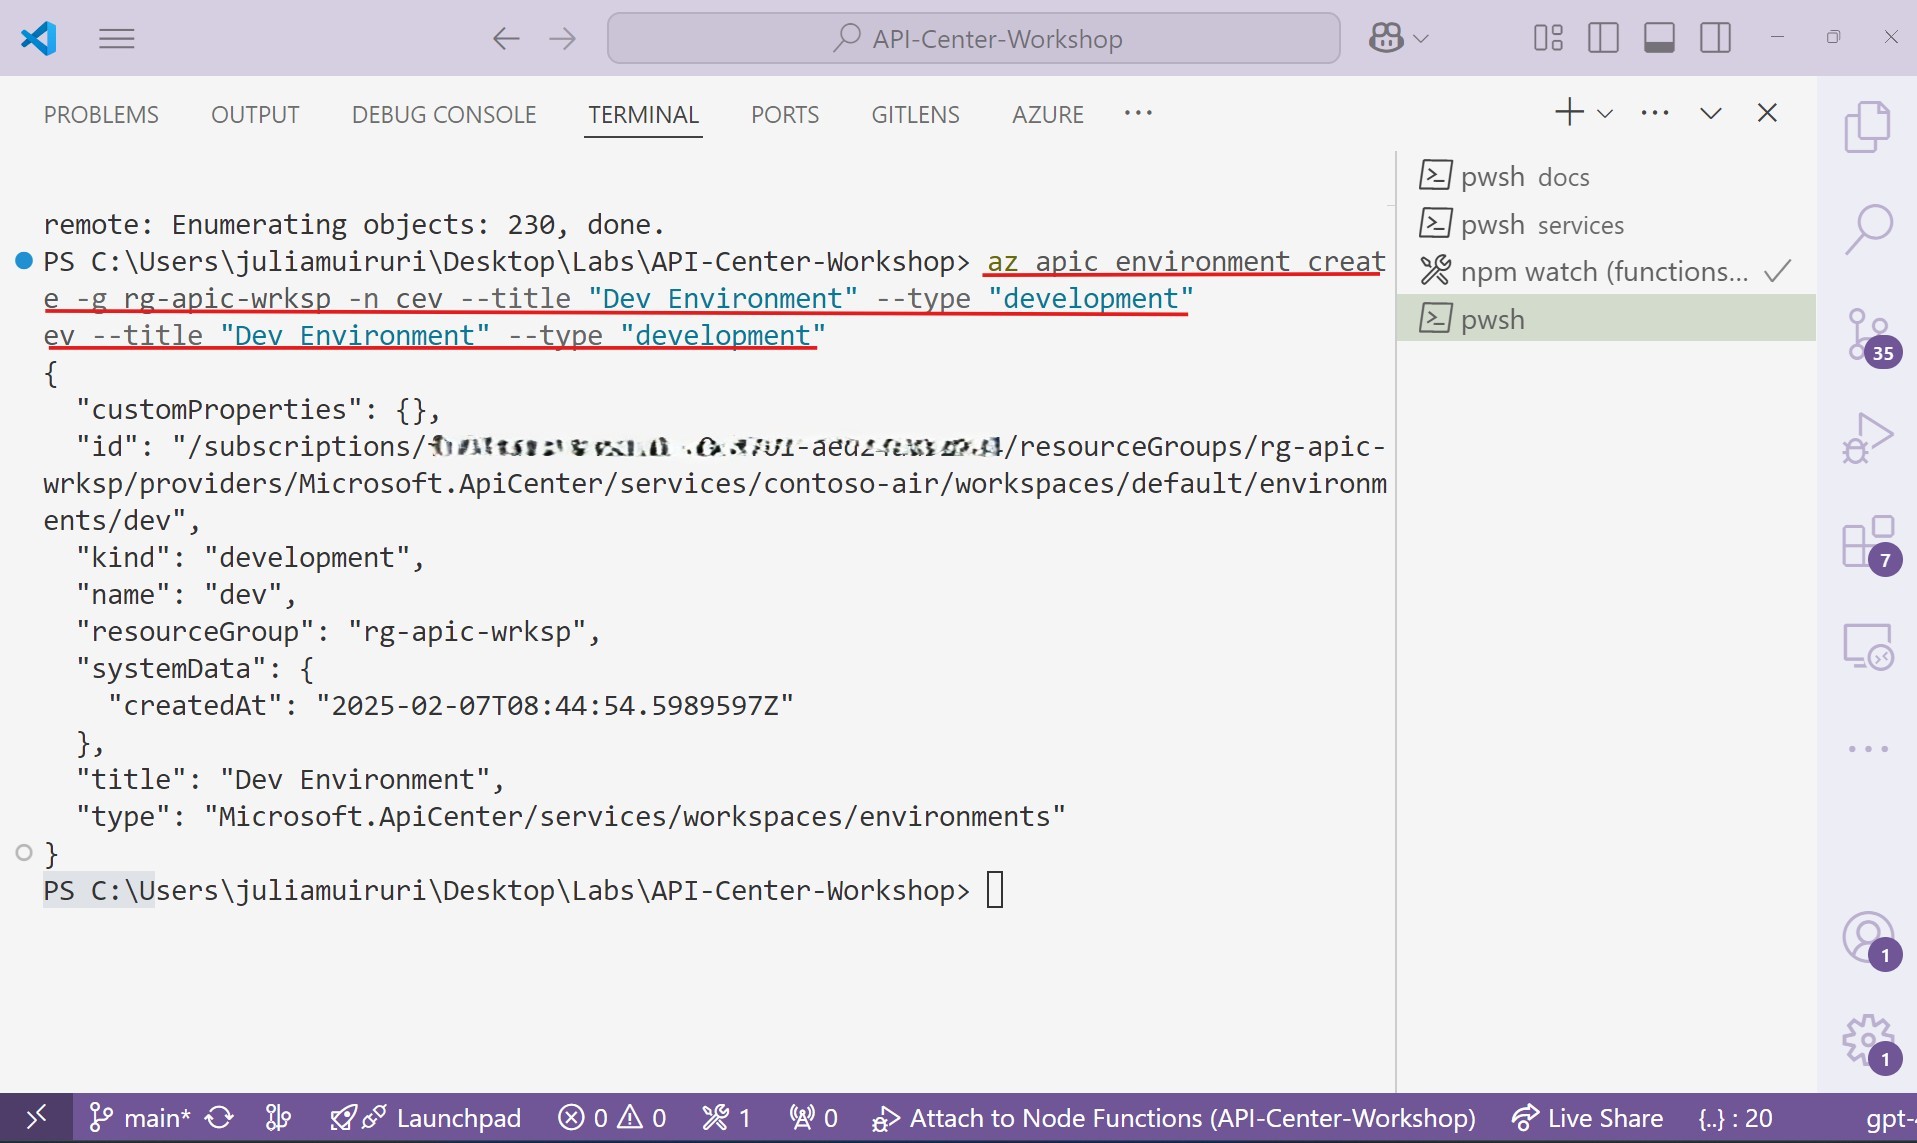 API-Center-Workshop
PROBLEMS OUTPUT DEBUG CONSOLE TERMINAL PORTS GITLENS AZURE
remote: Enumerating objects: 230, done.
PS C:\Users\juliamuiruri\Desktop\Labs\API-Center-Workshop> az apic environment creat
e -g rg-apic-wrksp -n cev --title "Dev Environment" --type "development"
ev --title "Dev Environment" --type "development"
{
"customProperties": {},
"id": "/subscriptions/ /resourceGroups/rg-apic-
wrksp/providers/Microsoft.ApiCenter/services/contoso-air/workspaces/default/environm
ents/dev",
"kind": "development",
"name": "dev",
"resourceGroup": "rg-apic-wrksp",
"systemData": {
"createdAt": "2025-02-07T08:44:54.5989597Z"
},
"title": "Dev Environment",
"type": "Microsoft.ApiCenter/services/workspaces/environments"
}
PS C:\Users\juliamuiruri\Desktop\Labs\API-Center-Workshop>
pwsh docs
pwsh services
npm watch (functions...
pwsh
35
7
1
1
main* Launchpad 0 0 1 0 Attach to Node Functions (API-Center-Workshop) Live Share {..} : 20 gpt-